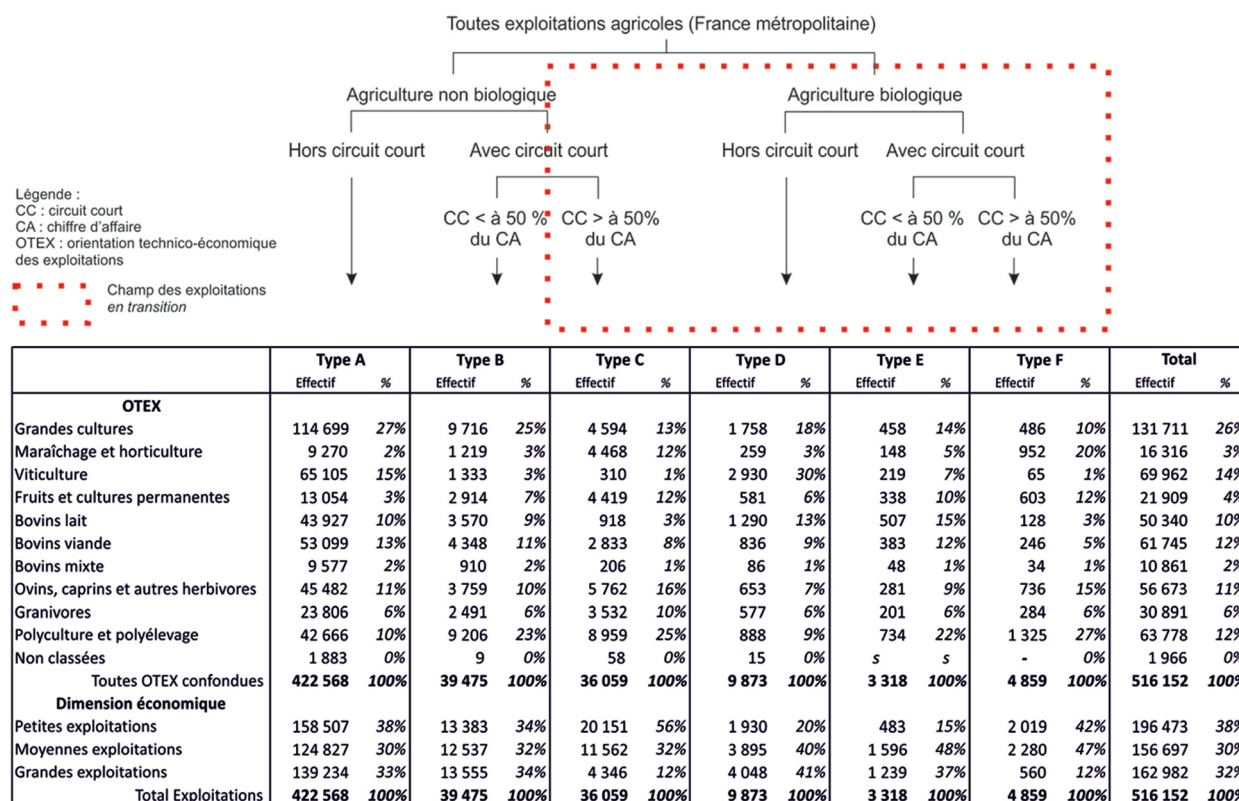 Toutes exploitations agricoles (France métropolitaine)
Agriculture non biologique Agriculture biologique
Hors circuit court Avec circuit court Hors circuit court Avec circuit court
Légende :
CC : circuit court
CA : chiffre d'affaire
OTEX : orientation technico-économique
des exploitations
CC < à 50 % CC > à 50% CC < à 50 % CC > à 50%
du CA du CA du CA du CA
Champ des exploitations
en transition
Type A Type B Type C Type D Type E Type F Total
Effectif % Effectif % Effectif % Effectif % Effectif % Effectif % Effectif %
OTEX
Grandes cultures 114 699 27% 9 716 25% 4 594 13% 1 758 18% 458 14% 486 10% 131 711 26%
Maraîchage et horticulture 9 270 2% 1 219 3% 4 468 12% 259 3% 148 5% 952 20% 16 316 3%
Viticulture 65 105 15% 1 333 3% 310 1% 2 930 30% 219 7% 65 1% 69 962 14%
Fruits et cultures permanentes 13 054 3% 2 914 7% 4 419 12% 581 6% 338 10% 603 12% 21 909 4%
Bovins lait 43 927 10% 3 570 9% 918 3% 1 290 13% 507 15% 128 3% 50 340 10%
Bovins viande 53 099 13% 4 348 11% 2 833 8% 836 9% 383 12% 246 5% 61 745 12%
Bovins mixte 9 577 2% 910 2% 206 1% 86 1% 48 1% 34 1% 10 861 2%
Ovins, caprins et autres herbivores 45 482 11% 3 759 10% 5 762 16% 653 7% 281 9% 736 15% 56 673 11%
Granivores 23 806 6% 2 491 6% 3 532 10% 577 6% 201 6% 284 6% 30 891 6%
Polyculture et polyélevage 42 666 10% 9 206 23% 8 959 25% 888 9% 734 22% 1 325 27% 63 778 12%
Non classées 1 883 0% 9 0% 58 0% 15 0% s s - 0% 1 966 0%
Toutes OTEX confondues 422 568 100% 39 475 100% 36 059 100% 9 873 100% 3 318 100% 4 859 100% 516 152 100%
Dimension économique
Petites exploitations 158 507 38% 13 383 34% 20 151 56% 1 930 20% 483 15% 2 019 42% 196 473 38%
Moyennes exploitations 124 827 30% 12 537 32% 11 562 32% 3 895 40% 1 596 48% 2 280 47% 156 697 30%
Grandes exploitations 139 234 33% 13 555 34% 4 346 12% 4 048 41% 1 239 37% 560 12% 162 982 32%
Total Exploitations 422 568 100% 39 475 100% 36 059 100% 9 873 100% 3 318 100% 4 859 100% 516 152 100%